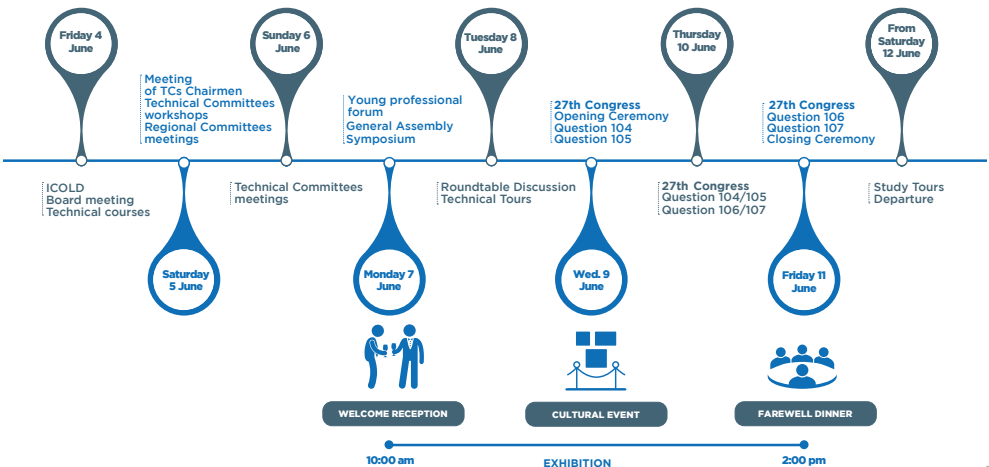 Friday 4
June
Sunday 6
June
Tuesday 8
June
Thursday
10 June
From
Saturday
12 June
Meeting
of TCs Chairmen
Technical Committees
workshops
Regional Committees
meetings
Young professional
forum
General Assembly
Symposium
27th Congress
Opening Ceremony
Question 104
Question 105
27th Congress
Question 106
Question 107
Closing Ceremony
ICOLD
Board meeting
Technical courses
Technical Committees
meetings
Roundtable Discussion
Technical Tours
27th Congress
Question 104/105
Question 106/107
Study Tours
Departure
Saturday
5 June
Monday 7
June
Wed. 9
June
Friday 11
June
WELCOME RECEPTION
CULTURAL EVENT
FAREWELL DINNER
10:00 am
EXHIBITION
2:00 pm